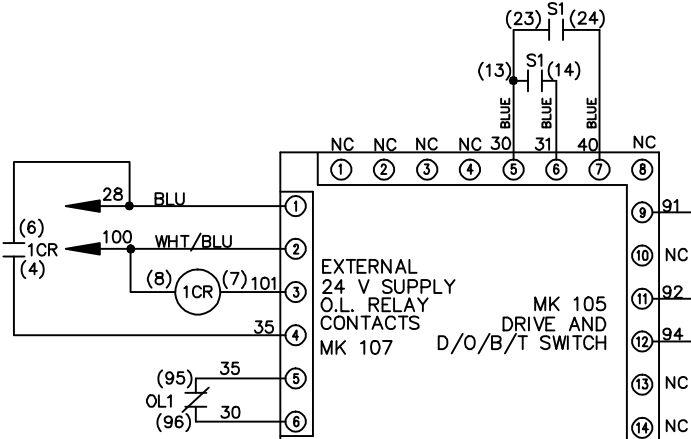 S1
(23) (24)
S1
(13) (14)
BLUE BLUE BLUE
NC NC NC NC 30 31 40 NC
1 2 3 4 5 6 7 8
28 BLU 1
9 91
(6)
1CR
(4)
100 WHT/BLU 2
10 NC
(8) 1CR (7) 101 3
EXTERNAL
24 V SUPPLY
O.L. RELAY
CONTACTS
MK 107
MK 105
DRIVE AND
D/O/B/T SWITCH
11 92
35 4
12 94
(95) 35 5
13 NC
OL1
(96) 30 6
14 NC